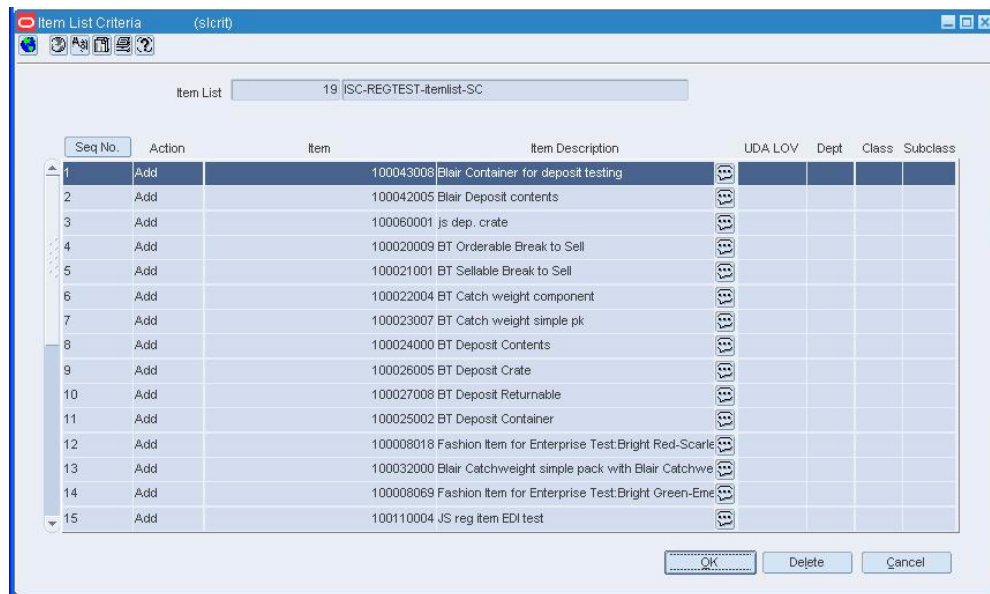 Item List Criteria (slcrit)
Item List 19 ISC-REGTEST-itemlist-SC
Seq No. Action Item Item Description UDA LOV Dept Class Subclass
1 Add 100043008 Blair Container for deposit testing
2 Add 100042005 Blair Deposit contents
3 Add 100060001 js dep. crate
4 Add 100020009 BT Orderable Break to Sell
5 Add 100021001 BT Sellable Break to Sell
6 Add 100022004 BT Catch weight component
7 Add 100023007 BT Catch weight simple pk
8 Add 100024000 BT Deposit Contents
9 Add 100026005 BT Deposit Crate
10 Add 100027008 BT Deposit Returnable
11 Add 100025002 BT Deposit Container
12 Add 100008018 Fashion Item for Enterprise Test:Bright Red-Scarle
13 Add 100032000 Blair Catchweight simple pack with Blair Catchwe
14 Add 100008069 Fashion Item for Enterprise Test:Bright Green-Eme
15 Add 100110004 JS reg item EDI test
OK Delete Cancel